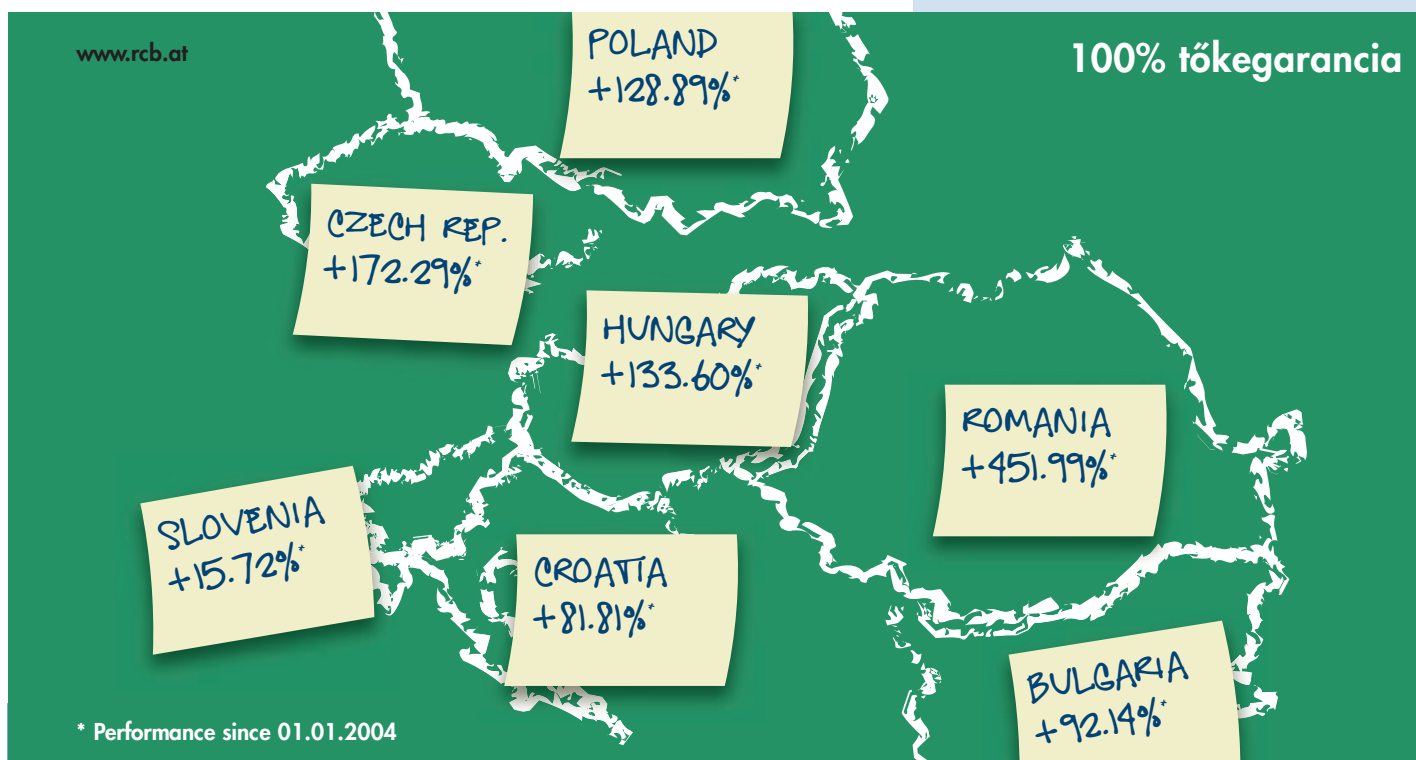 www.rcb.at
100% tőkegarancia
POLAND
+128.89%*
CZECH REP.
+172.29%*
HUNGARY
+133.60%*
ROMANIA
+451.99%*
SLOVENIA
+15.72%*
CROATIA
+81.81%*
BULGARIA
+92.14%*
* Performance since 01.01.2004